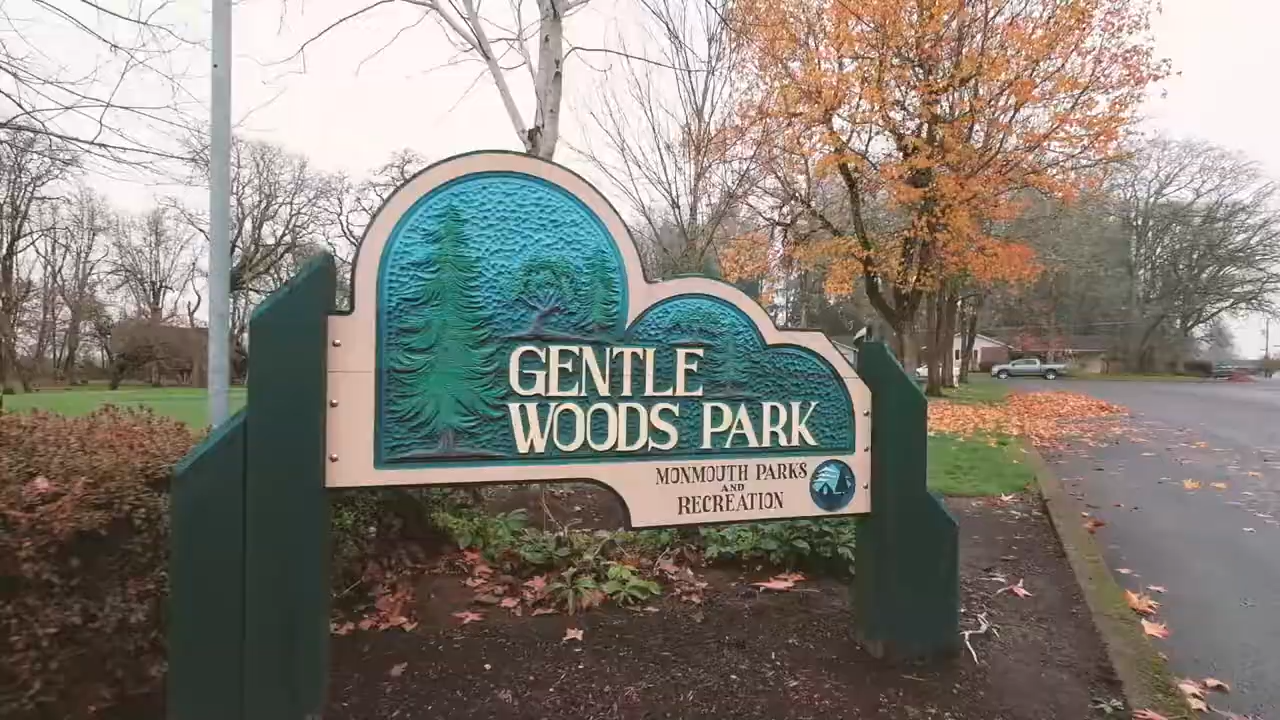 GENTLE
WOODS PARK
MONMOUTH PARKS
AND
RECREATION